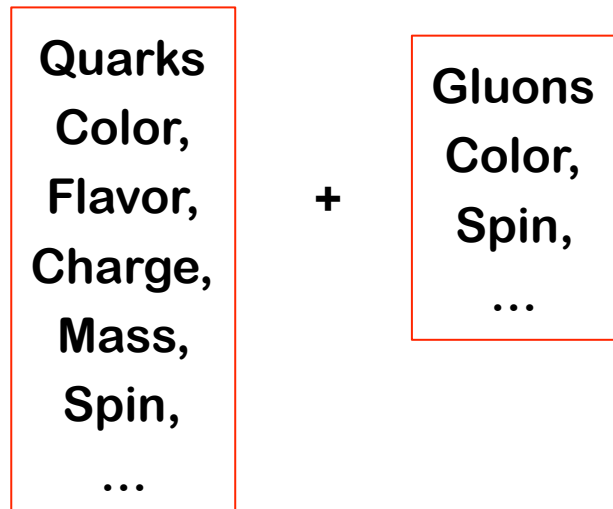 Quarks
Color,
Flavor,
Charge,
Mass,
Spin,
...
+
Gluons
Color,
Spin,
...